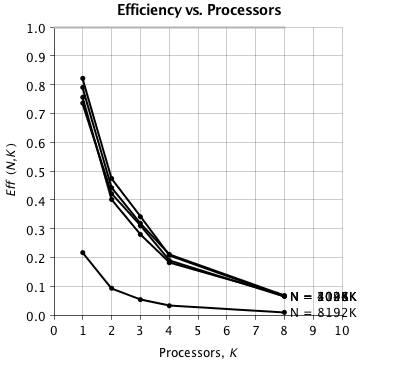 Efficiency vs. Processors
1.0
0.9
0.8
0.7
0.6
0.5
0.4
0.3
0.2
0.1
0.0
Eff (N,K)
N =
N = 8192K
0 1 2 3 4 5 6 7 8 9 10
Processors, K